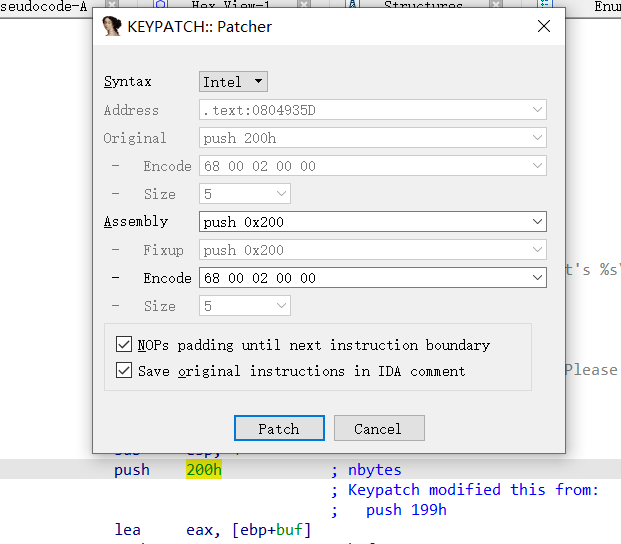 seudocode-A
Hex View-1
Structures
Enum
KEYPATCH:: Patcher
Syntax
Intel
Address
.text:0804935D
Original
push 200h
- Encode
68 00 02 00 00
- Size
5
Assembly
push 0x200
- Fixup
push 0x200
- Encode
68 00 02 00 00
- Size
5
NOPs padding until next instruction boundary
Save original instructions in IDA comment
Patch
Cancel
t's %s\
Please
push 200h ; nbytes
; Keypatch modified this from:
; push 199h
lea eax, [ebp+buf]